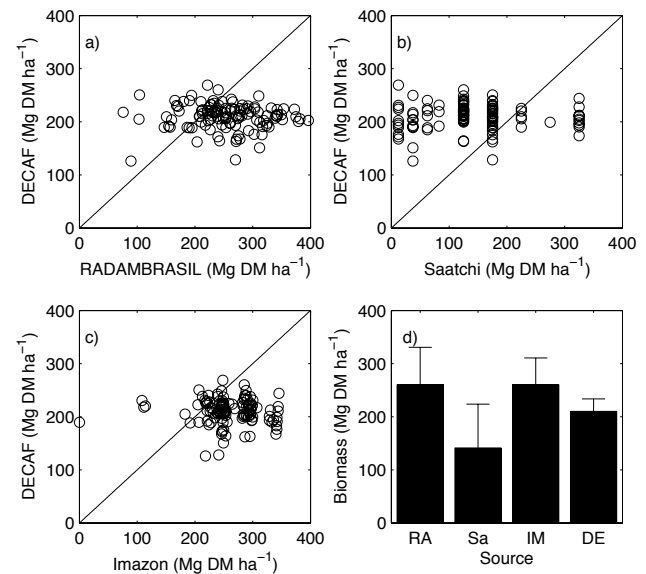 400
300
200
100
0
DECAF (Mg DM ha⁻¹)
a)
0 100 200 300 400
RADAMBRASIL (Mg DM ha⁻¹)
400
300
200
100
0
DECAF (Mg DM ha⁻¹)
b)
0 100 200 300 400
Saatchi (Mg DM ha⁻¹)
400
300
200
100
0
DECAF (Mg DM ha⁻¹)
c)
0 100 200 300 400
Imazon (Mg DM ha⁻¹)
400
300
200
100
0
Biomass (Mg DM ha⁻¹)
d)
RA Sa IM DE
Source